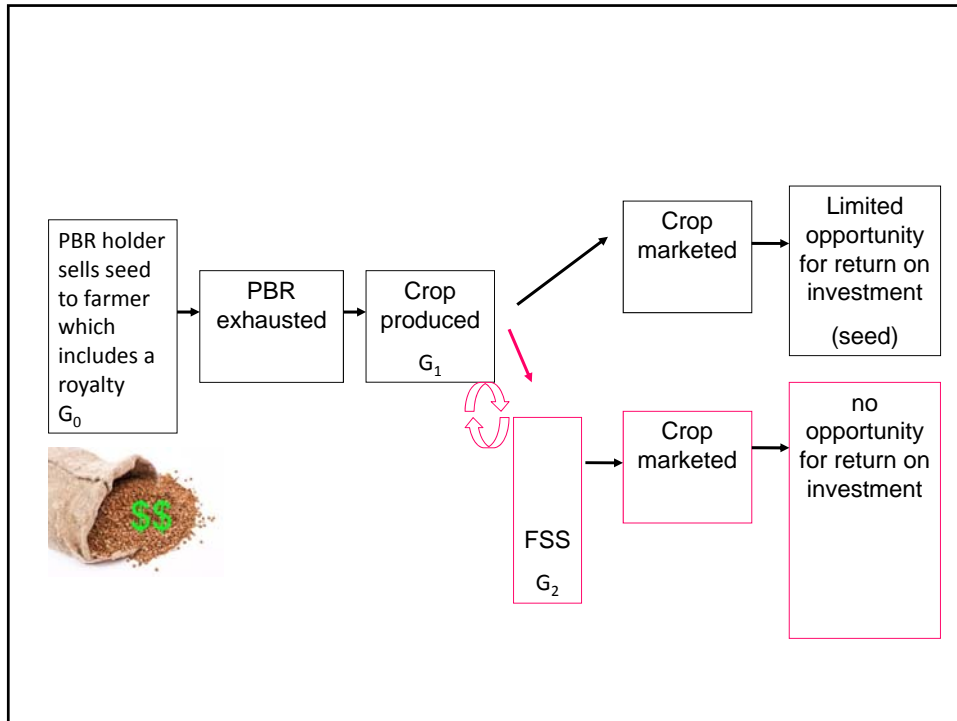 PBR holder
sells seed
to farmer
which
includes a
royalty
G₀
$$
PBR
exhausted
Crop
produced
G₁
Crop
marketed
Limited
opportunity
for return on
investment
(seed)
FSS
G₂
Crop
marketed
no
opportunity
for return on
investment